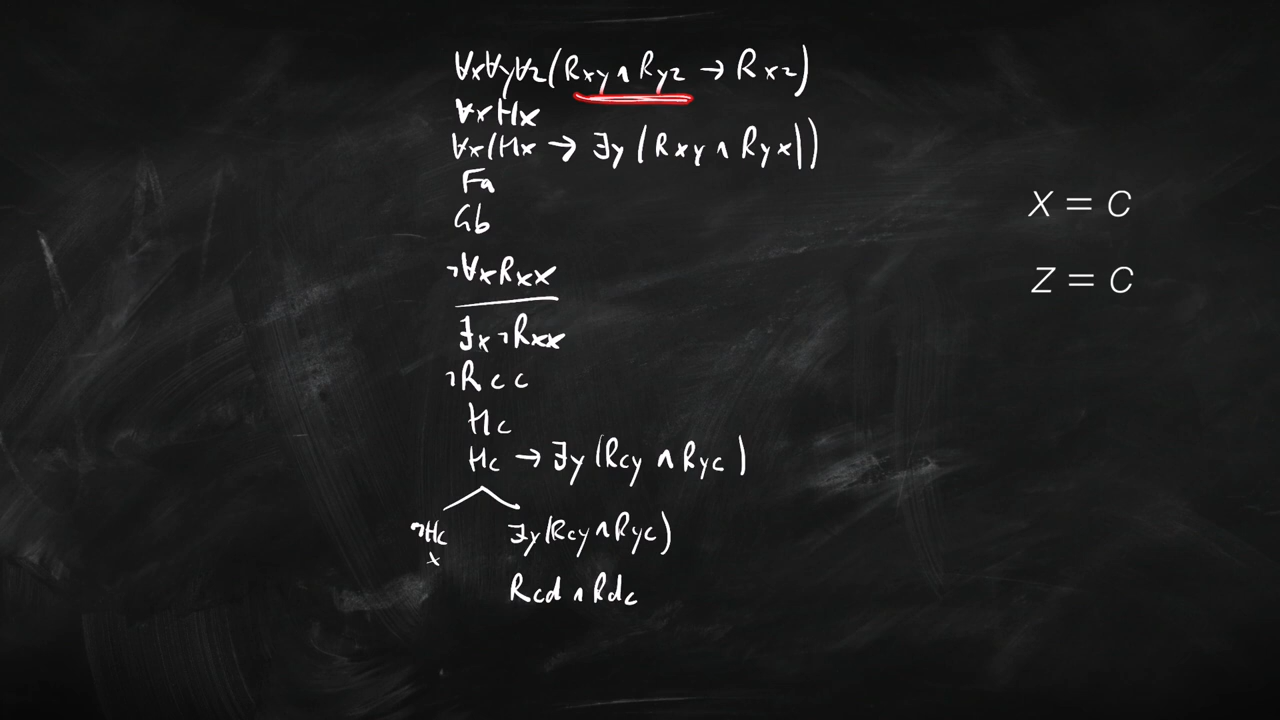 ∀x∀y∀z(Rxy ∧ Ryz → Rxz)
∀xHx
∀x(Hx → ∃y(Rxy ∧ Ryx))
Fa
Gb
¬∀xRxx
∃x¬Rxx
¬Rcc
Hc
Hc → ∃y(Rcy ∧ Ryc)
¬Hc ∃y(Rcy ∧ Ryc)
x
Rcd ∧ Rdc
X = C
Z = C